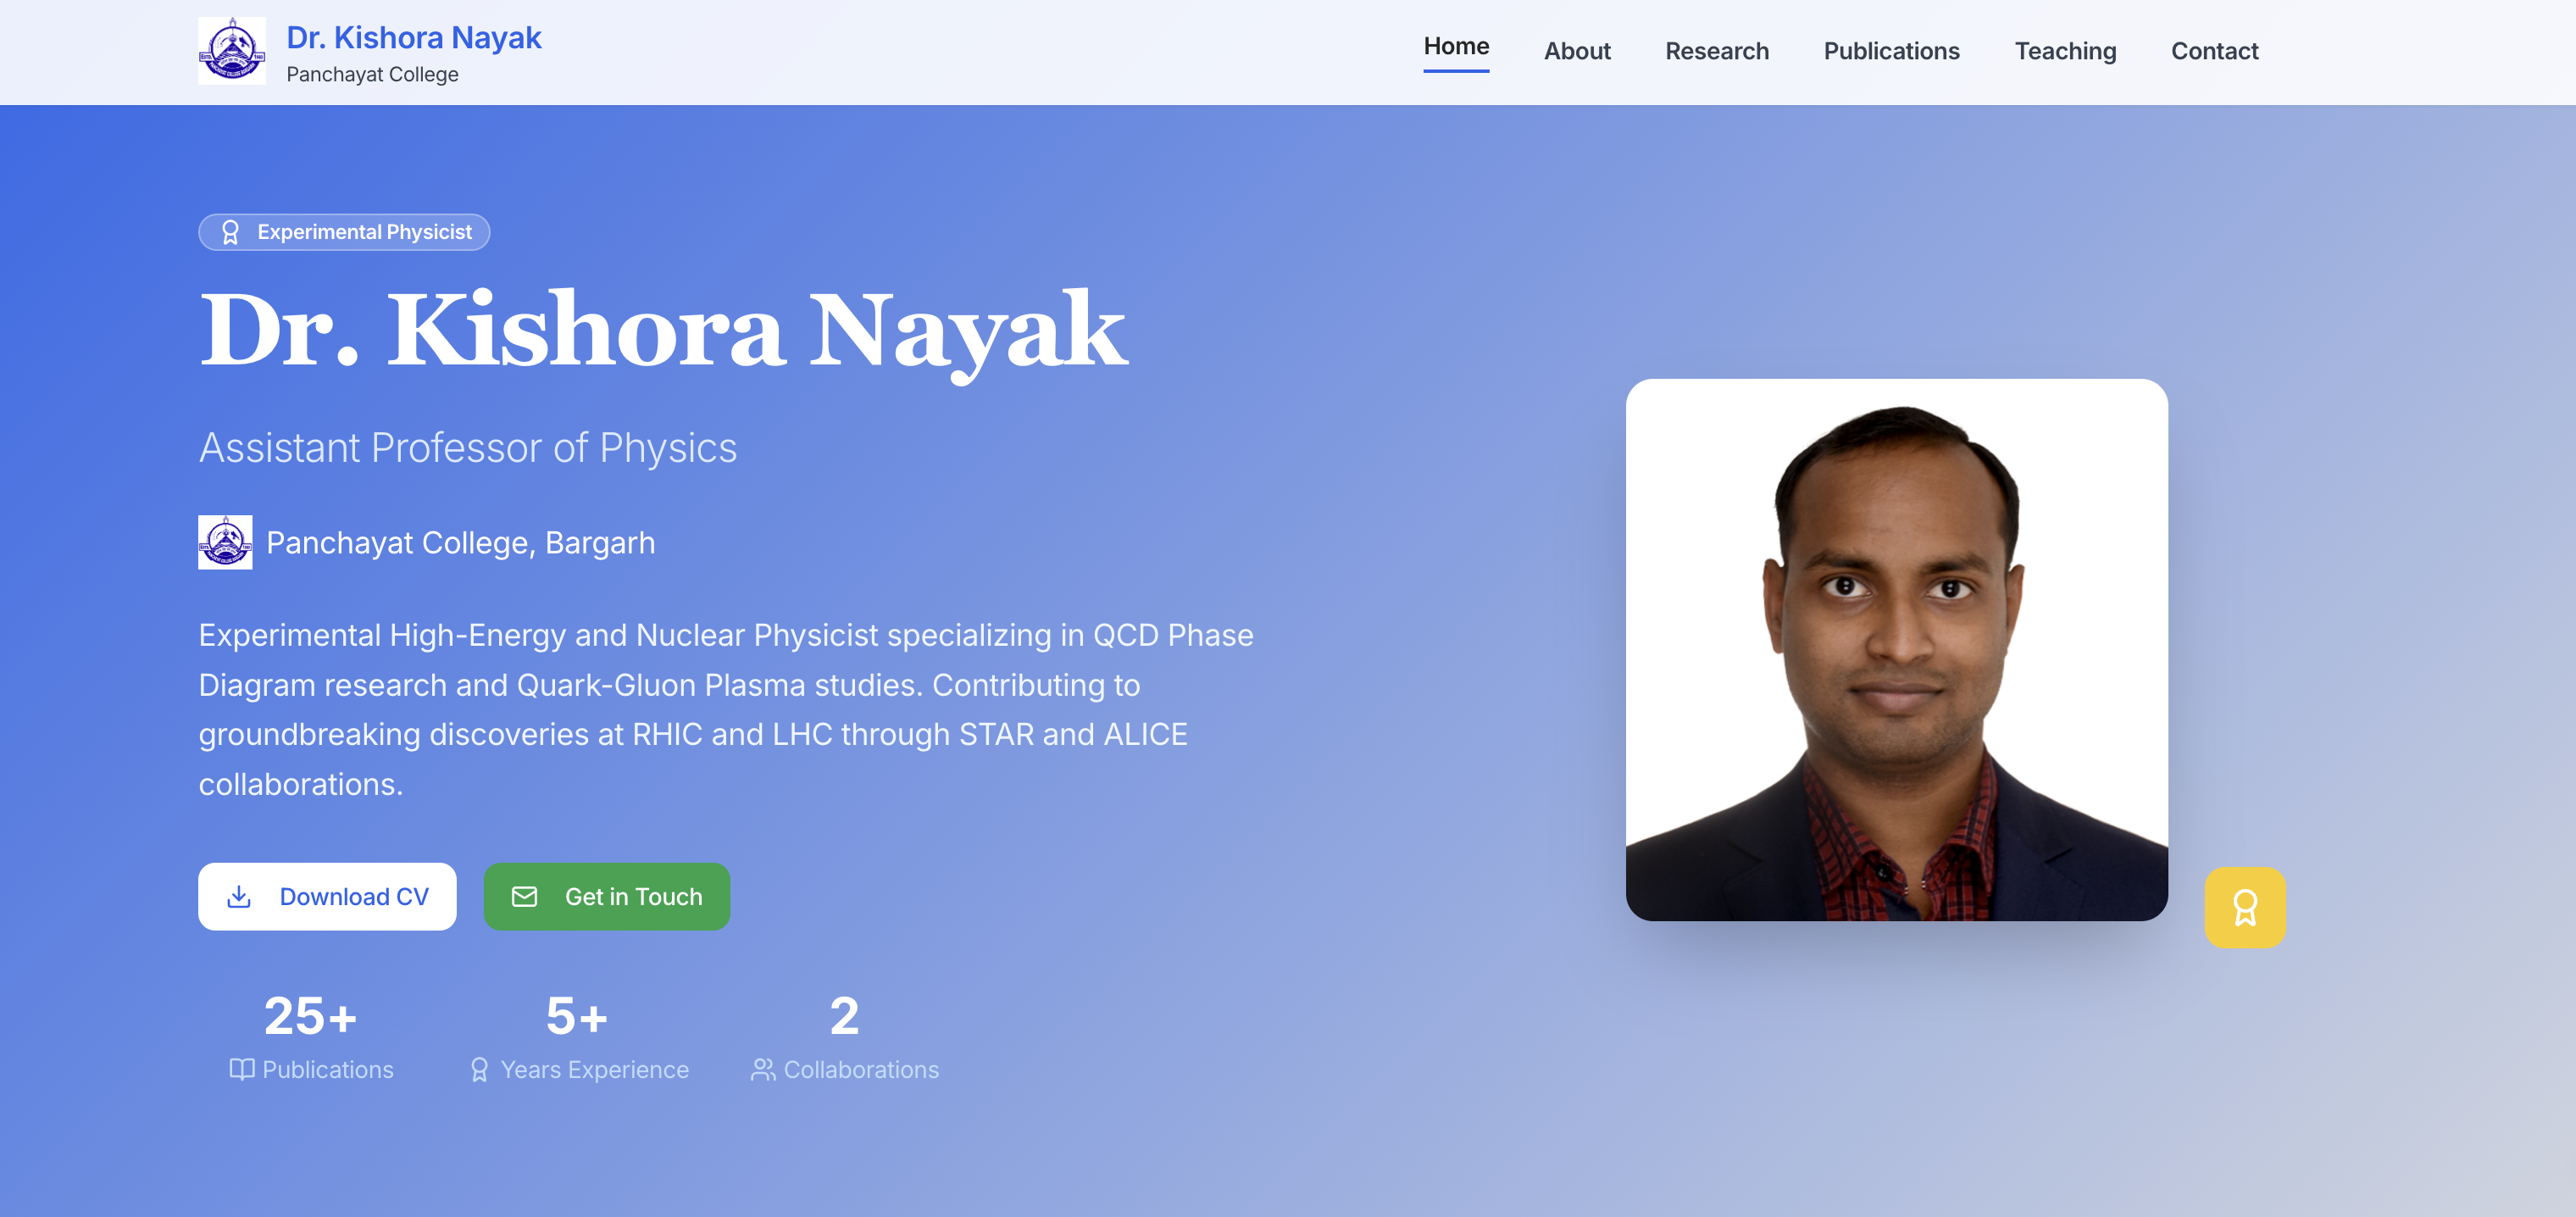 Dr. Kishora Nayak
Panchayat College
Home
About
Research
Publications
Teaching
Contact
Experimental Physicist
Dr. Kishora Nayak
Assistant Professor of Physics
Panchayat College, Bargarh
Experimental High-Energy and Nuclear Physicist specializing in QCD Phase
Diagram research and Quark-Gluon Plasma studies. Contributing to
groundbreaking discoveries at RHIC and LHC through STAR and ALICE
collaborations.
Download CV
Get in Touch
25+
Publications
5+
Years Experience
2
Collaborations